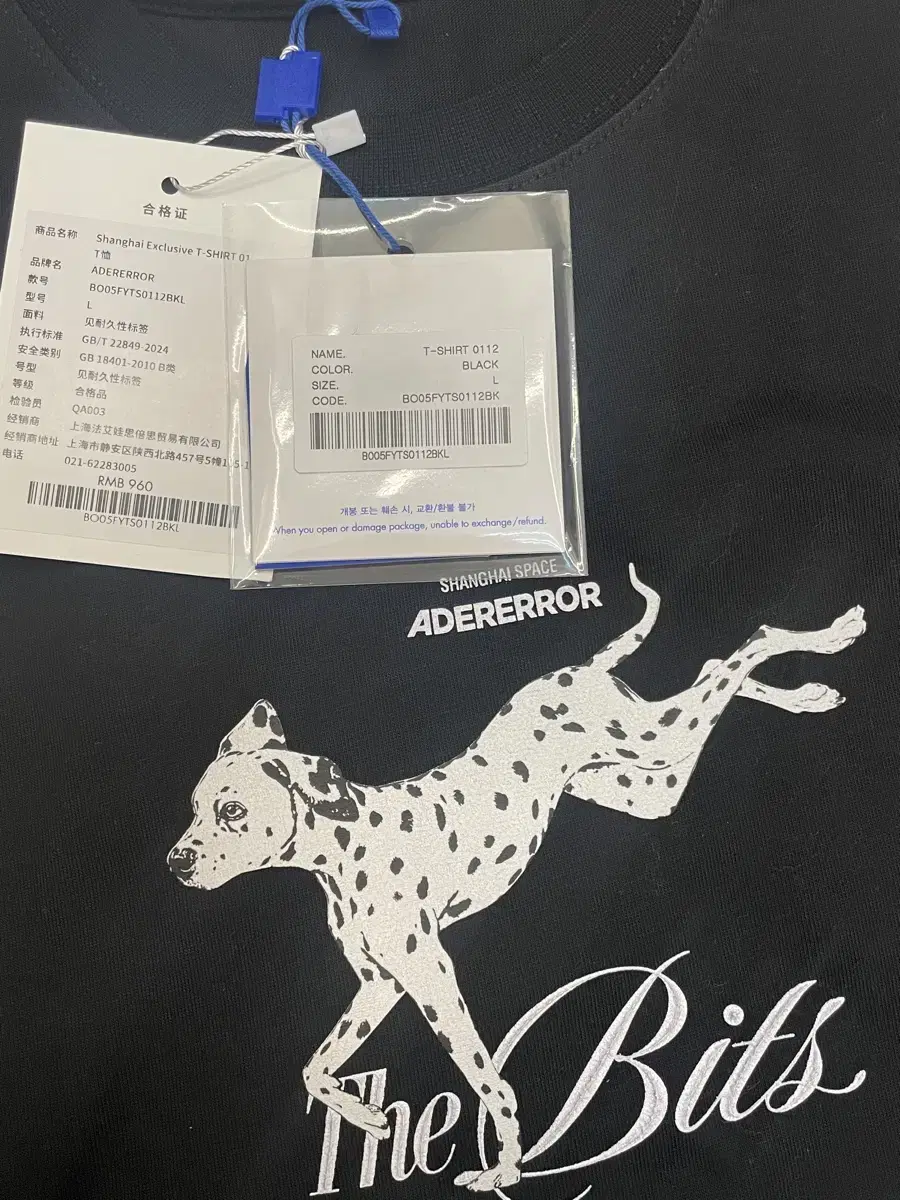 合格证
商品名称 Shanghai Exclusive T-SHIRT 01
T恤
品牌名 ADERERROR
款号 BO05FYTS0112BKL
型号 L
面料 见耐久性标签
执行标准 GB/T 22849-2024
安全类别 GB 18401-2010 B类
号型 见耐久性标签
等级 合格品
检验员 QA003
经销商 上海法艾娃思倍思贸易有限公司
经销商地址 上海市静安区陕西北路457号5幢
电话 021-62283005
RMB 960
BO05FYTS0112BKL
NAME. T-SHIRT 0112
COLOR. BLACK
SIZE. L
CODE. BO05FYTS0112BK
BO05FYTS0112BKL
개봉 또는 훼손 시, 교환/환불 불가
When you open or damage package, unable to exchange/refund.
SHANGHAI SPACE
ADERERROR
The Bits